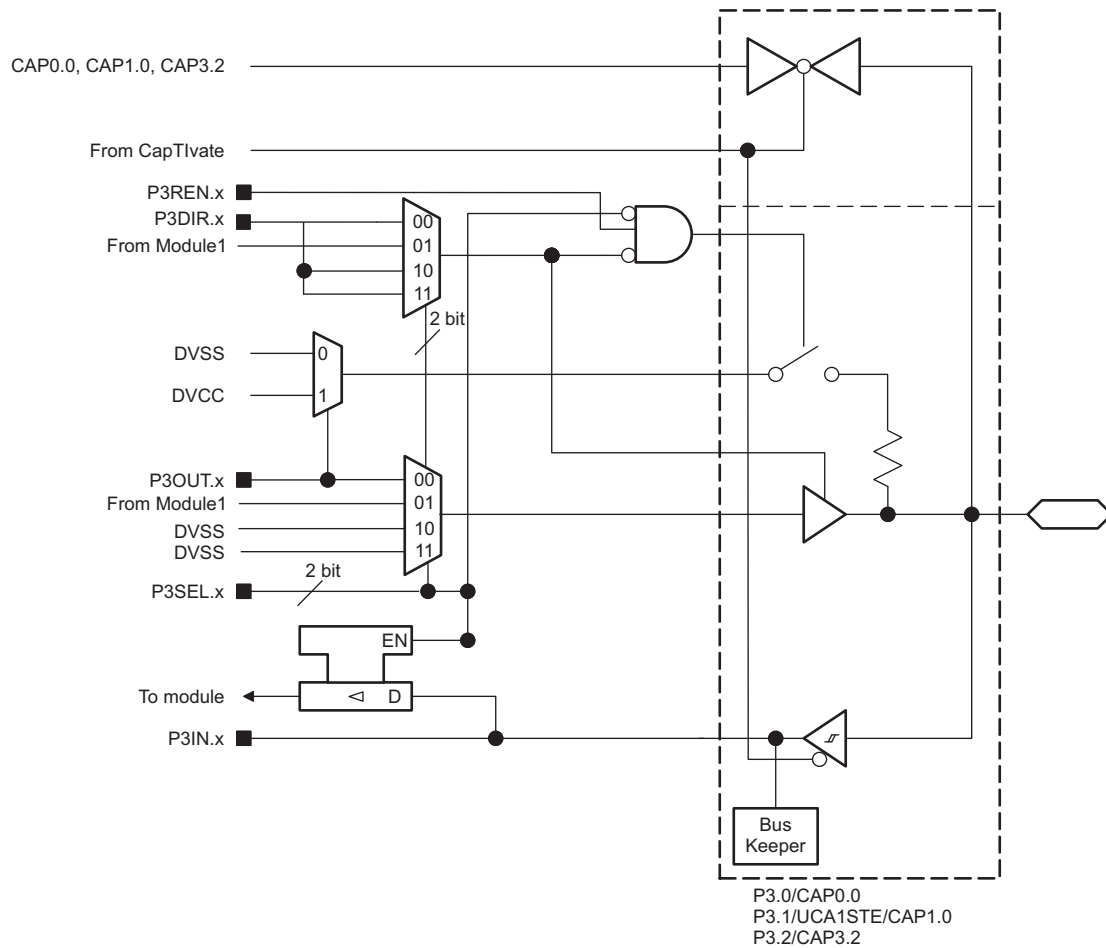 CAP0.0, CAP1.0, CAP3.2
From CapTIvate
P3REN.x
P3DIR.x
From Module1
00
01
10
11
2 bit
DVSS
DVCC
0
1
P3OUT.x
From Module1
DVSS
DVSS
00
01
10
11
P3SEL.x
2 bit
EN
D
To module
P3IN.x
Bus
Keeper
P3.0/CAP0.0
P3.1/UCA1STE/CAP1.0
P3.2/CAP3.2